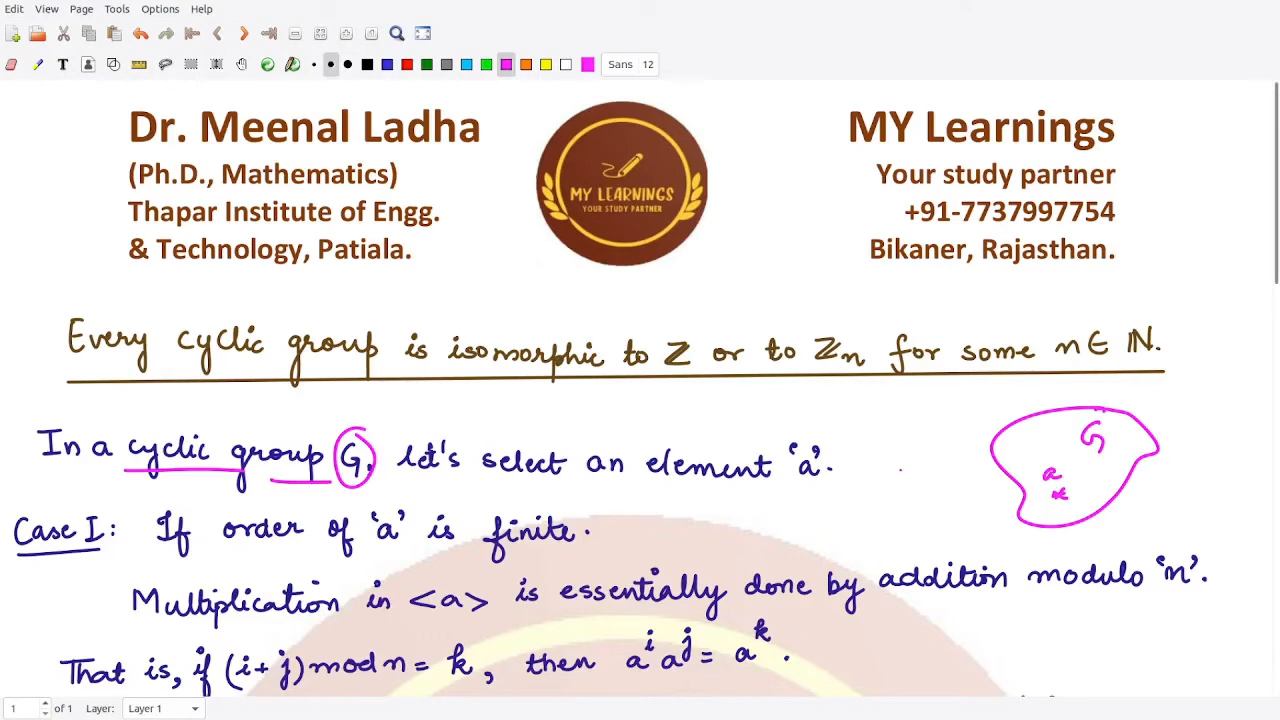 Edit View Page Tools Options Help
T
Sans 12
Dr. Meenal Ladha
(Ph.D., Mathematics)
Thapar Institute of Engg.
& Technology, Patiala.
MY LEARNINGS
YOUR STUDY PARTNER
MY Learnings
Your study partner
+91-7737997754
Bikaner, Rajasthan.
Every cyclic group is isomorphic to Z or to Zn for some n ∈ N.
In a cyclic group G, let's select an element 'a'.
G
a
*
Case I: If order of 'a' is finite.
Multiplication in <a> is essentially done by addition modulo 'n'.
That is, if (i+j) mod n = k, then a^i a^j = a^k.
1 of 1 Layer: Layer 1